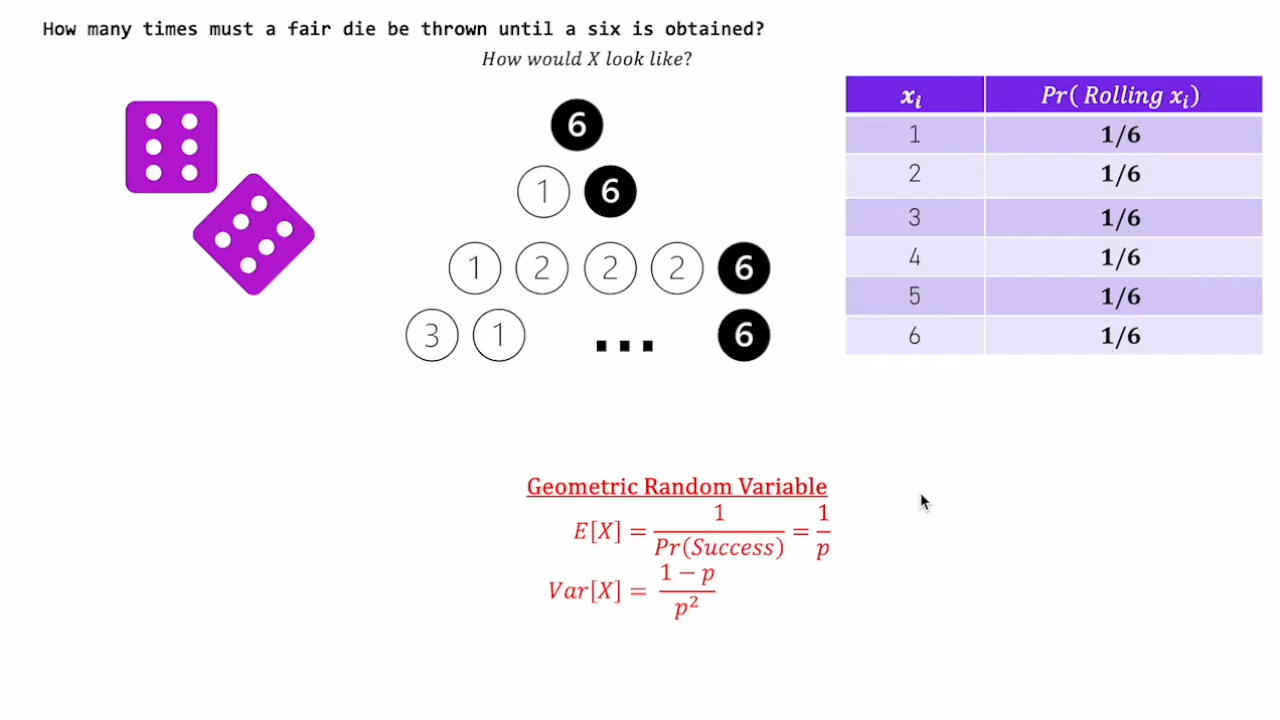 How many times must a fair die be thrown until a six is obtained?
How would X look like?
6
1 6
1 2 2 2 6
3 1 ... 6
xᵢ Pr( Rolling xᵢ)
1 1/6
2 1/6
3 1/6
4 1/6
5 1/6
6 1/6
Geometric Random Variable
E[X] = 1/Pr(Success) = 1/p
Var[X] = (1 − p)/p²